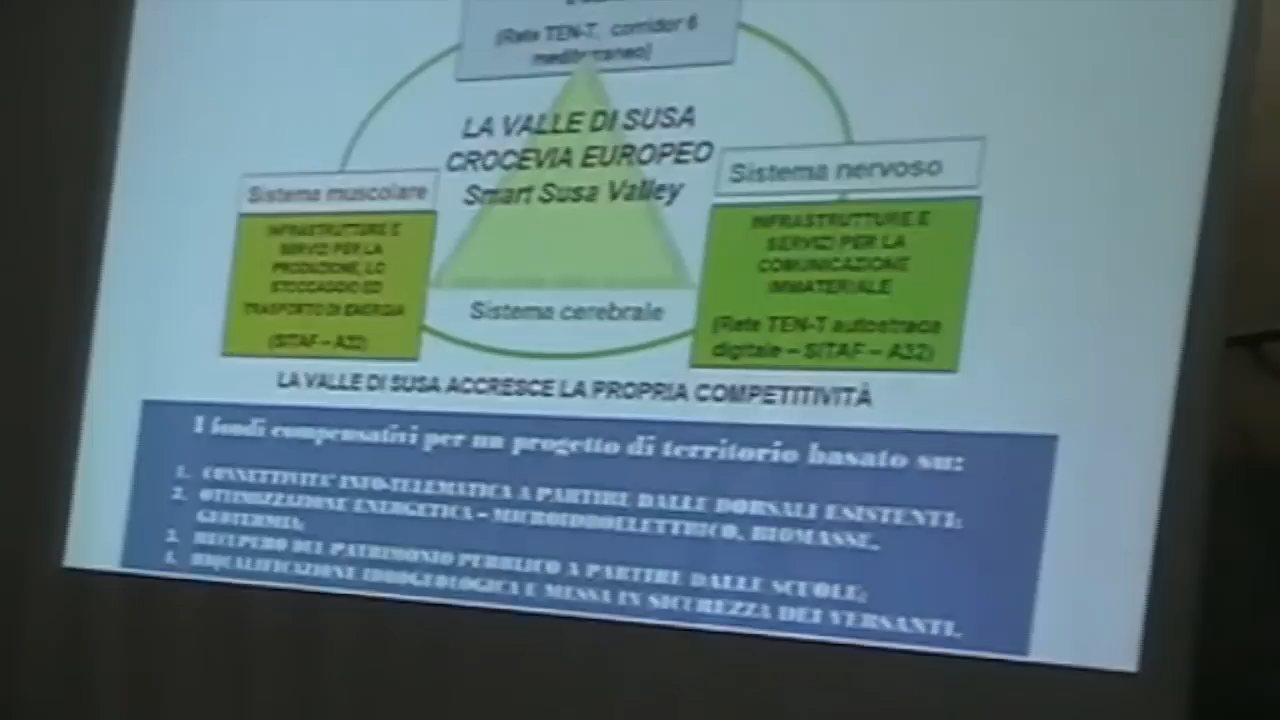 (Rete TEN-T, corridor 6
mediterraneo)
LA VALLE DI SUSA
CROCEVIA EUROPEO
Smart Susa Valley
Sistema muscolare
INFRASTRUTTURE E
SERVIZI PER LA
PRODUZIONE, LO
STOCCAGGIO ED
TRASPORTO DI ENERGIA
(SITAF – A32)
Sistema nervoso
INFRASTRUTTURE E
SERVIZI PER LA
COMUNICAZIONE
IMMATERIALE
(Rete TEN-T autostrada
digitale – SITAF – A32)
Sistema cerebrale
LA VALLE DI SUSA ACCRESCE LA PROPRIA COMPETITIVITÀ
I fondi compensativi per un progetto di territorio basato su:
1. CONNETTIVITA' INFO-TELEMATICA A PARTIRE DALLE DORSALI ESISTENTI;
2. OTTIMIZZAZIONE ENERGETICA – MICROIDROELETTRICO, BIOMASSE,
GEOTERMIA;
3. RECUPERO DEL PATRIMONIO PUBBLICO A PARTIRE DALLE SCUOLE;
4. RIQUALIFICAZIONE IDROGEOLOGICA E MESSA IN SICUREZZA DEI VERSANTI.